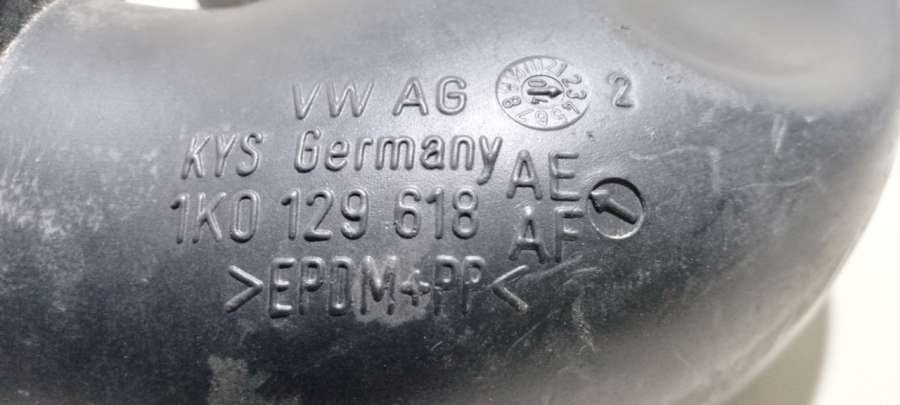 VW AG 2
KYS Germany
1K0 129 618 AE
AF
>EPDM+PP<